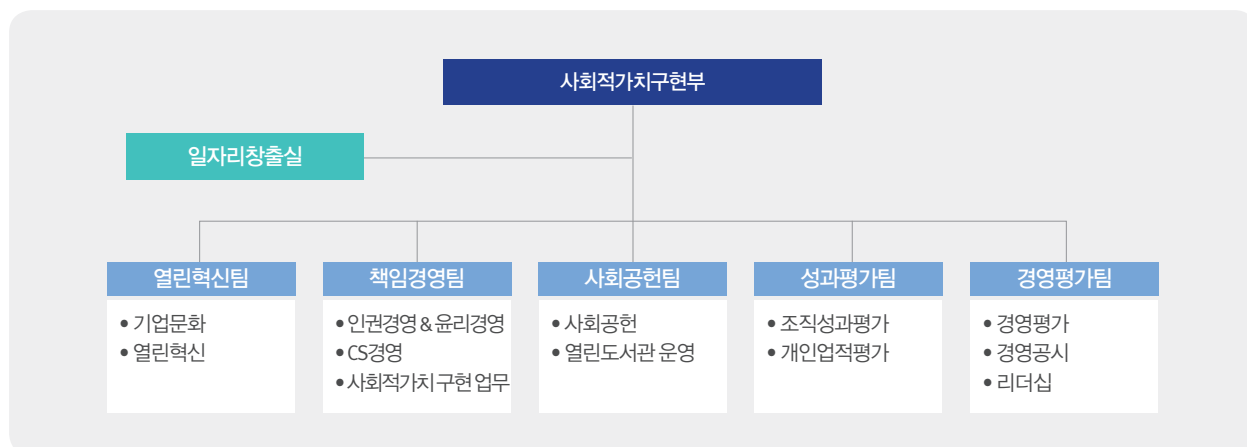 사회적가치구현부
일자리창출실
열린혁신팀
• 기업문화
• 열린혁신
책임경영팀
• 인권경영 & 윤리경영
• CS경영
• 사회적가치 구현 업무
사회공헌팀
• 사회공헌
• 열린도서관 운영
성과평가팀
• 조직성과평가
• 개인업적평가
경영평가팀
• 경영평가
• 경영공시
• 리더십